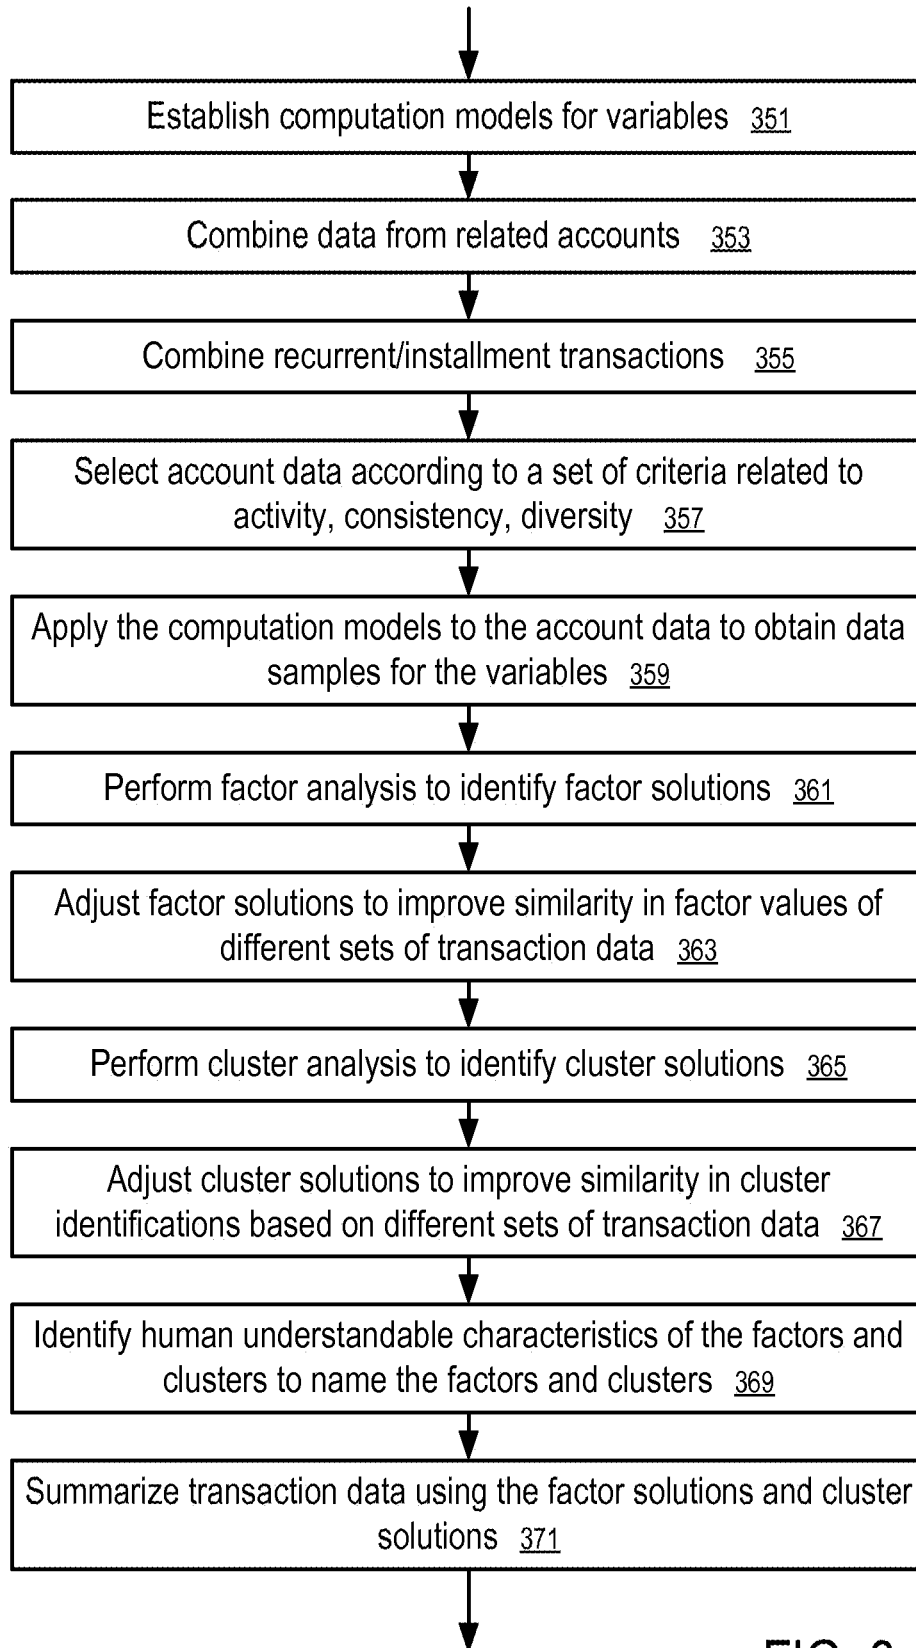 Establish computation models for variables 351
Combine data from related accounts 353
Combine recurrent/installment transactions 355
Select account data according to a set of criteria related to
activity, consistency, diversity 357
Apply the computation models to the account data to obtain data
samples for the variables 359
Perform factor analysis to identify factor solutions 361
Adjust factor solutions to improve similarity in factor values of
different sets of transaction data 363
Perform cluster analysis to identify cluster solutions 365
Adjust cluster solutions to improve similarity in cluster
identifications based on different sets of transaction data 367
Identify human understandable characteristics of the factors and
clusters to name the factors and clusters 369
Summarize transaction data using the factor solutions and cluster
solutions 371